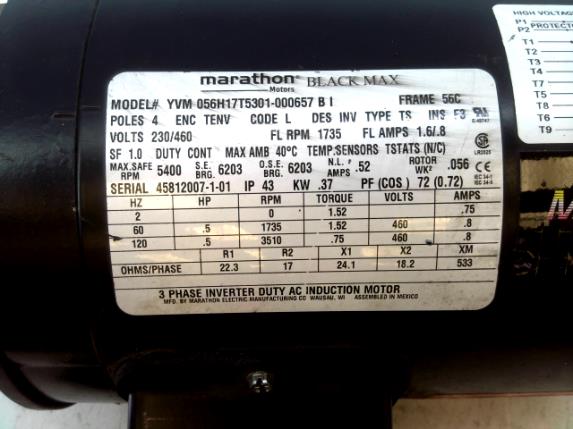 marathon® BLACK MAX
Motors
MODEL# YVM 056H17T5301-000657 B I FRAME 56C
POLES 4 ENC TENV CODE L DES INV TYPE TS INS F3
VOLTS 230/460 FL RPM 1735 FL AMPS 1.6/.8
SF 1.0 DUTY CONT MAX AMB 40°C TEMP.SENSORS TSTATS (N/C)
MAX.SAFE RPM 5400 S.E. BRG. 6203 O.S.E. BRG. 6203 N.L. AMPS .52 ROTOR WK² .056 CE
SERIAL 45812007-1-01 IP 43 KW .37 PF (COS ) 72 (0.72)
HZ HP RPM TORQUE VOLTS AMPS
2 0 1.52 .75
60 .5 1735 1.52 460 .8
120 .5 3510 .75 460 .8
R1 R2 X1 X2 XM
OHMS/PHASE 22.3 17 24.1 18.2 533
3 PHASE INVERTER DUTY AC INDUCTION MOTOR
MFG. BY MARATHON ELECTRIC MANUFACTURING CO WAUSAU, WI ASSEMBLED IN MEXICO
HIGH VOLTAGE
P1
P2 PROTECTO
T1
T4
T7
T2
T5
T8
T3
T6
T9